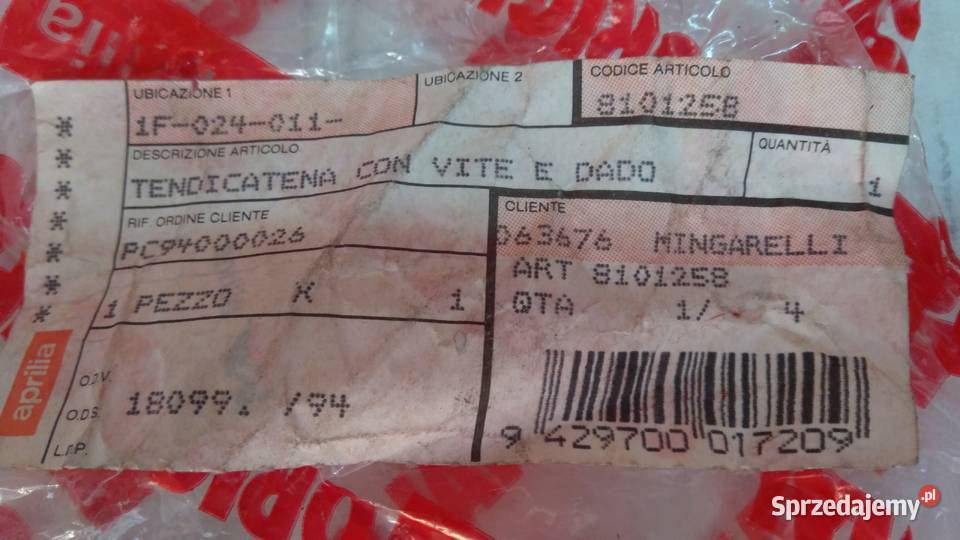 aprilia
UBICAZIONE 1
UBICAZIONE 2
CODICE ARTICOLO
1F-024-011-
8101258
DESCRIZIONE ARTICOLO
QUANTITÀ
TENDICATENA CON VITE E DADO
1
RIF. ORDINE CLIENTE
CLIENTE
PC94000026
063676 MINGARELLI
ART 8101258
1 PEZZO K 1
QTA 1/ 4
* * * * * * *
aprilia
O.D.V.
O.D.S.
18099. /94
L.P.
9 429700 017209
Sprzedajemy.pl